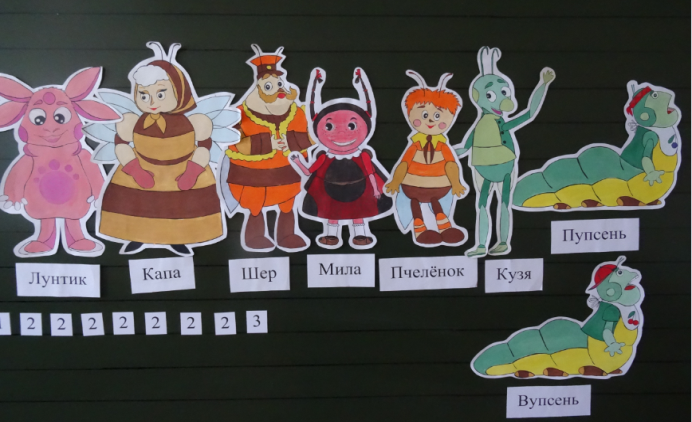 Лунтик Капа Шер Мила Пчелёнок Кузя Пупсень
2 2 2 2 2 2 2 3
Вупсень